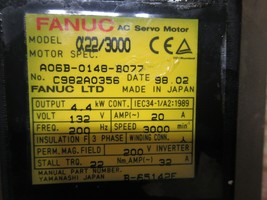 FANUC AC Servo Motor
MODEL α22/3000
MOTOR SPEC.
A06B-0148-B077
No. C982A0356 DATE 98.02
FANUC LTD MADE IN JAPAN
OUTPUT 4.4 kW CONT. IEC34-1/A2:1989
VOLT 132 V AMP(~) 20 A
FREQ. 200 Hz SPEED 3000 min⁻¹
INSULATION F 3 PHASE WINDING CONN.
PERM. MAG. FIELD 200 V INVERTER
STALL TRQ. 22 Nm, AMP(~) 32 A
MANUAL PART NUMBER
YAMANASHI JAPAN B-65142E